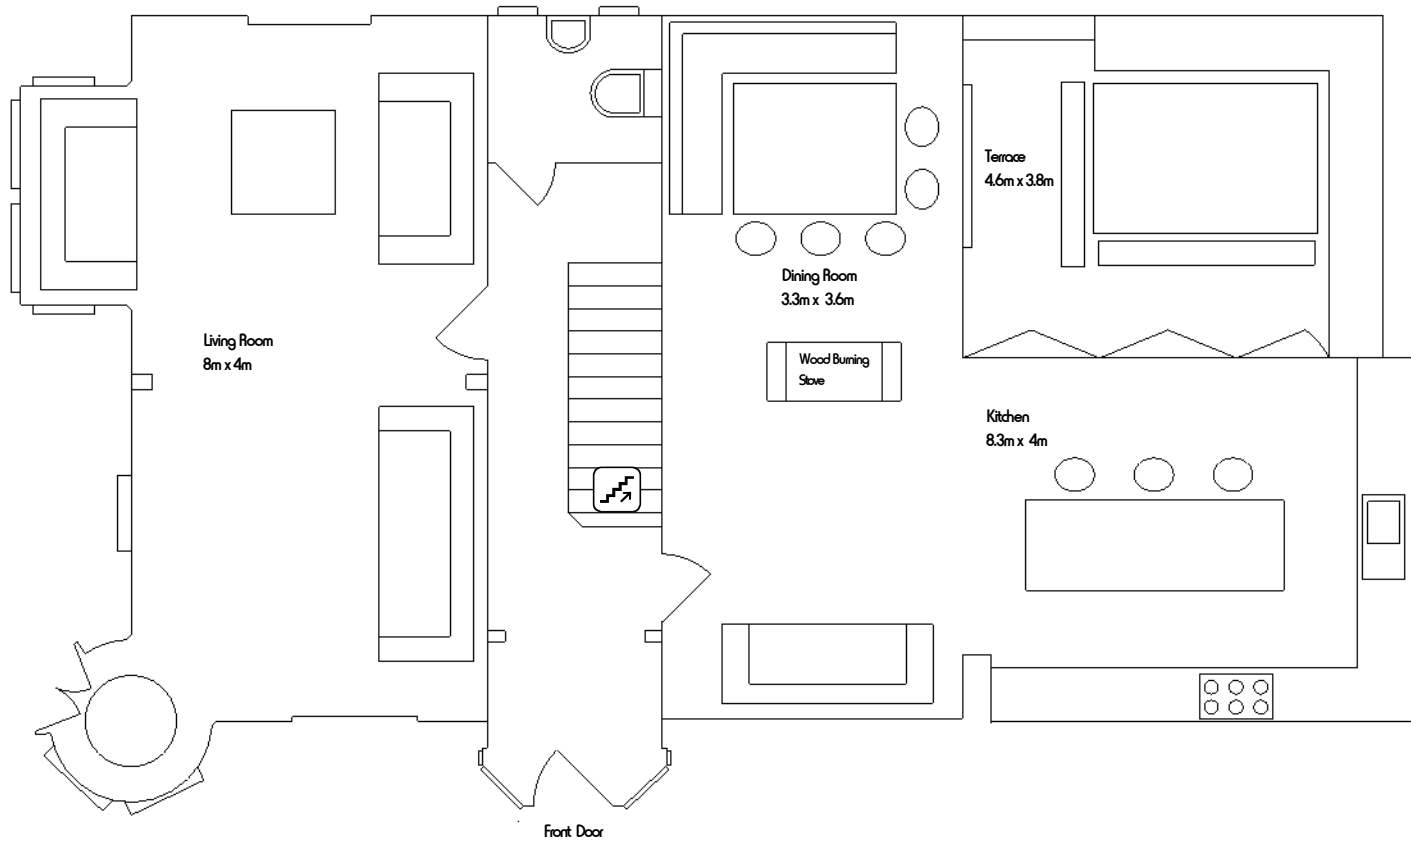 Terrace
4.6m x 3.8m
Dining Room
3.3m x 3.6m
Living Room
8m x 4m
Wood Burning
Stove
Kitchen
8.3m x 4m
Front Door